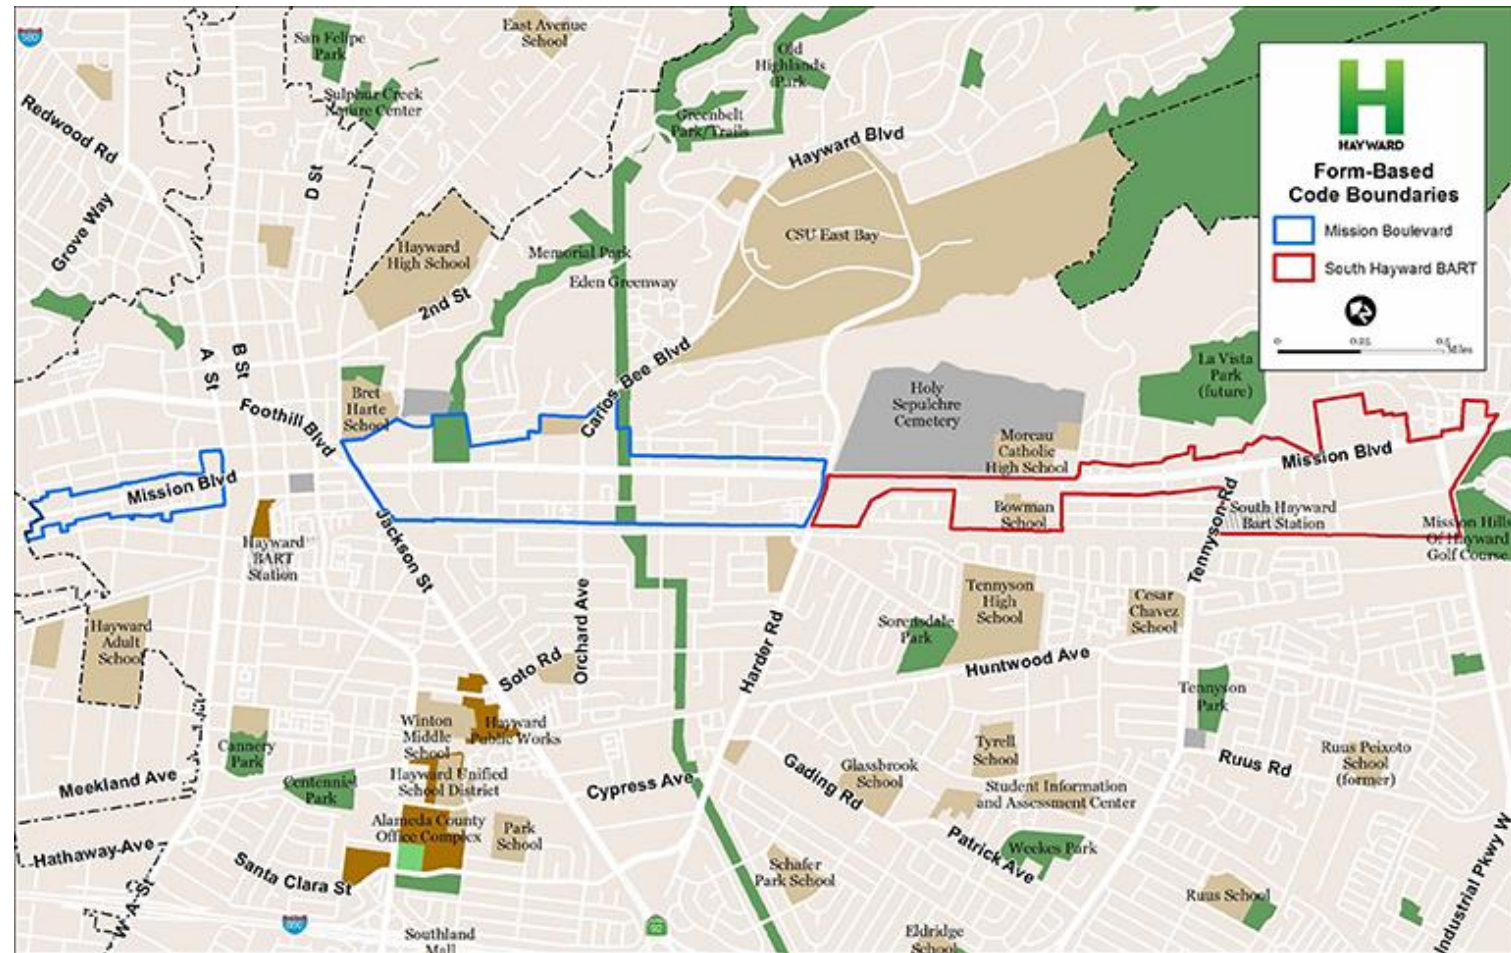 580
San Felipe
Park
East Avenue
School
Old
Highlands
Park
Sulphur Creek
Nature Center
Greenbelt
Park/Trails
Hayward Blvd
Redwood Rd
D St
Grove Way
Hayward
High School
CSU East Bay
Memorial Park
Eden Greenway
2nd St
HAYWARD
Form-Based
Code Boundaries
Mission Boulevard
South Hayward BART
0
0.25
0.5
Miles
B St
A St
Carlos Bee Blvd
La Vista
Park
(future)
Bret
Harte
School
Foothill Blvd
Holy
Sepulchre
Cemetery
Moreau
Catholic
High School
Mission Blvd
Mission Blvd
Bowman
School
Tennyson Rd
South Hayward
Bart Station
Mission Hills
Of Hayward
Golf Course
Jackson St
Hayward
BART
Station
Hayward
Adult
School
Orchard Ave
Harder Rd
Tennyson
High
School
Cesar
Chavez
School
Sorensdale
Park
Huntwood Ave
Soto Rd
Tennyson
Park
Winton
Middle
School
Hayward
Public Works
Cannery
Park
Meekland Ave
Centennial
Park
Hayward Unified
School District
Cypress Ave
Gading Rd
Glassbrook
School
Tyrell
School
Student Information
and Assessment Center
Ruus Rd
Ruus Peixoto
School
(former)
Alameda County
Office Complex
Park
School
Hathaway Ave
Santa Clara St
W A St
Schafer
Park School
Patrick Ave
Weekes Park
Ruus School
Industrial Pkwy W
880
92
Southland
Mall
Eldridge
School